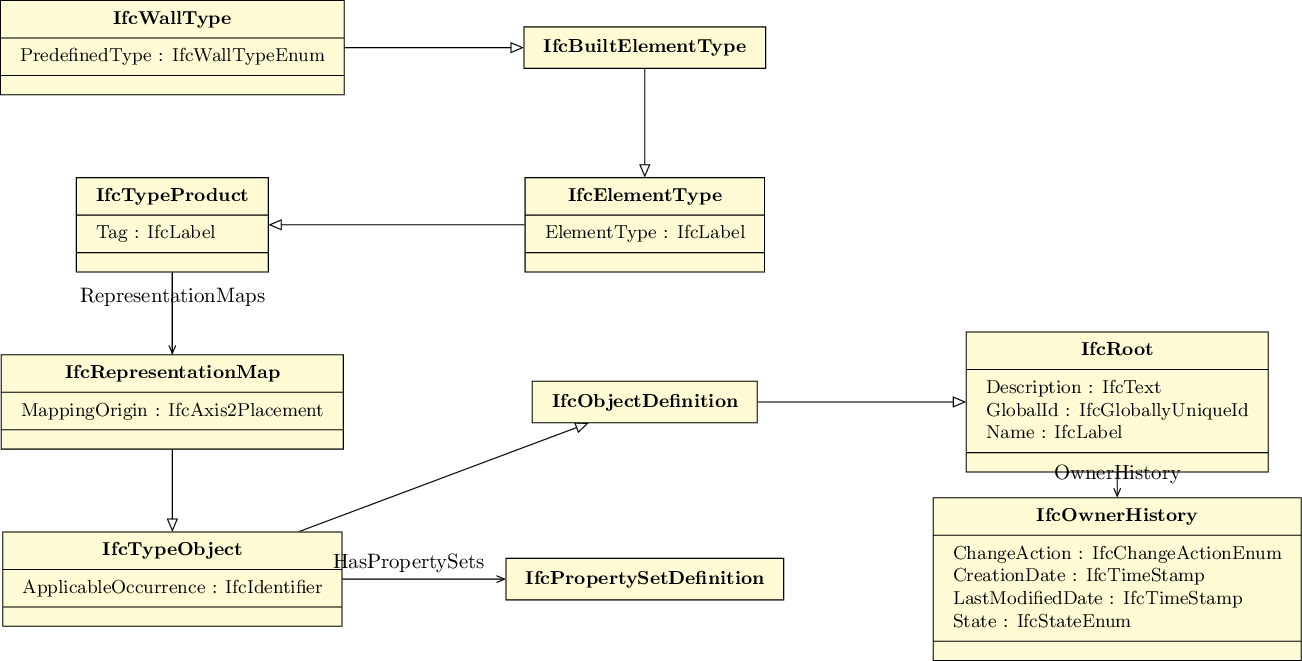 IfcWallType
PredefinedType : IfcWallTypeEnum
IfcBuiltElementType
IfcTypeProduct
Tag : IfcLabel
IfcElementType
ElementType : IfcLabel
RepresentationMaps
IfcRepresentationMap
MappingOrigin : IfcAxis2Placement
IfcObjectDefinition
IfcRoot
Description : IfcText
GlobalId : IfcGloballyUniqueId
Name : IfcLabel
OwnerHistory
IfcTypeObject
ApplicableOccurrence : IfcIdentifier
HasPropertySets
IfcPropertySetDefinition
IfcOwnerHistory
ChangeAction : IfcChangeActionEnum
CreationDate : IfcTimeStamp
LastModifiedDate : IfcTimeStamp
State : IfcStateEnum